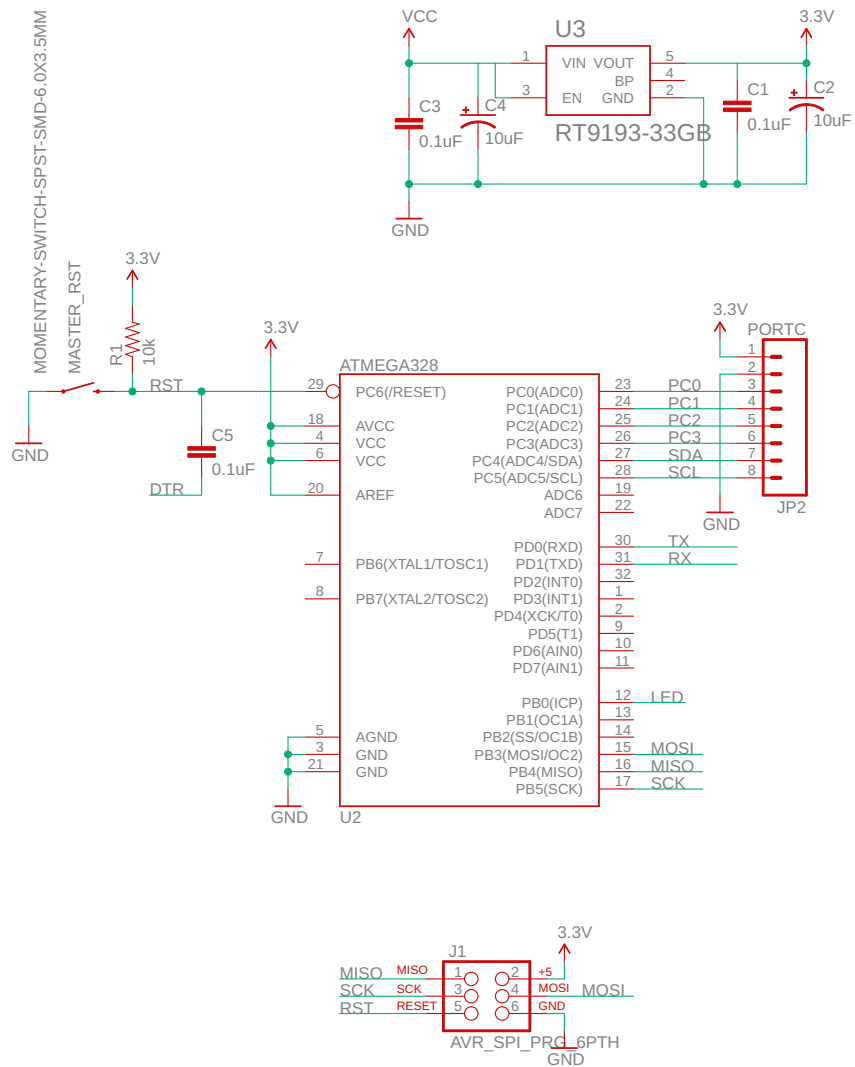 MOMENTARY-SWITCH-SPST-SMD-6.0X3.5MM
MASTER_RST
VCC
U3
3.3V
1 VIN VOUT 5
BP 4
3 EN GND 2
RT9193-33GB
C3
0.1uF
C4
10uF
C1
0.1uF
C2
10uF
GND
3.3V
R1
10k
3.3V
RST
GND
C5
0.1uF
DTR
ATMEGA328
29 PC6(/RESET)
18 AVCC
4 VCC
6 VCC
20 AREF
7 PB6(XTAL1/TOSC1)
8 PB7(XTAL2/TOSC2)
5 AGND
3 GND
21 GND
GND
U2
PC0(ADC0) 23 PC0
PC1(ADC1) 24 PC1
PC2(ADC2) 25 PC2
PC3(ADC3) 26 PC3
PC4(ADC4/SDA) 27 SDA
PC5(ADC5/SCL) 28 SCL
ADC6 19
ADC7 22
PD0(RXD) 30 TX
PD1(TXD) 31 RX
PD2(INT0) 32
PD3(INT1) 1
PD4(XCK/T0) 2
PD5(T1) 9
PD6(AIN0) 10
PD7(AIN1) 11
PB0(ICP) 12 LED
PB1(OC1A) 13
PB2(SS/OC1B) 14
PB3(MOSI/OC2) 15 MOSI
PB4(MISO) 16 MISO
PB5(SCK) 17 SCK
3.3V
PORTC
1
2
3
4
5
6
7
8
GND
JP2
3.3V
J1
MISO MISO 1 2 +5
SCK SCK 3 4 MOSI MOSI
RST RESET 5 6 GND
AVR_SPI_PRG_6PTH
GND